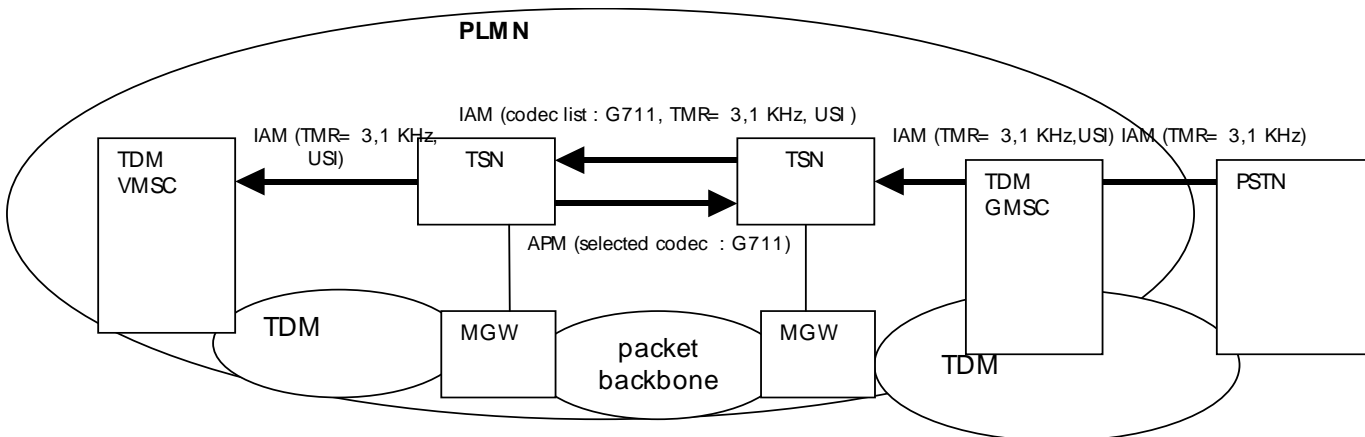 PLMN
IAM (codec list : G711, TMR= 3,1 KHz, USI )
IAM (TMR= 3,1 KHz,
USI)
IAM (TMR= 3,1 KHz,USI) IAM (TMR= 3,1 KHz)
TDM
VMSC
TSN
TSN
TDM
GMSC
PSTN
APM (selected codec : G711)
TDM
MGW
packet
backbone
MGW
TDM